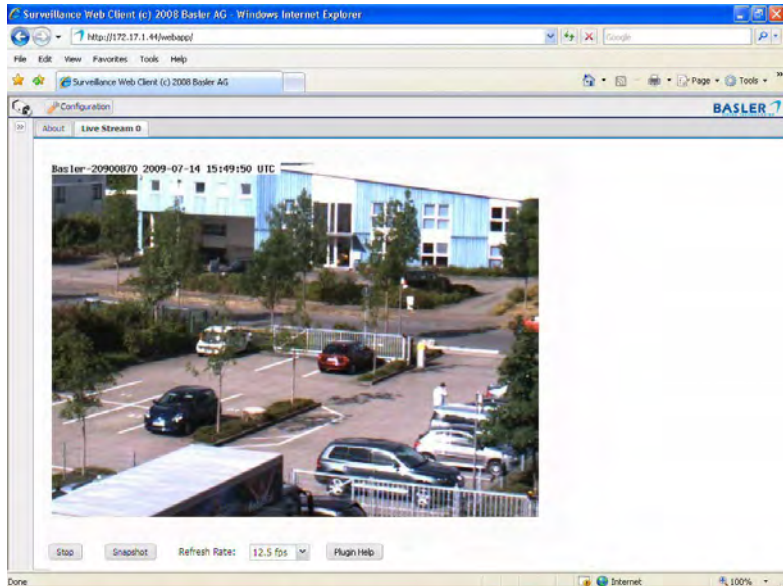 Surveillance Web Client (c) 2008 Basler AG - Windows Internet Explorer
http://172.17.1.44/webapp/
Google
File Edit View Favorites Tools Help
Surveillance Web Client (c) 2008 Basler AG
Page Tools
Configuration
BASLER
About Live Stream 0
Basler-20900870 2009-07-14 15:49:50 UTC
Stop Snapshot Refresh Rate: 12.5 fps Plugin Help
Done Internet 100%